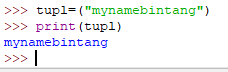 >>> tupl=("mynamebintang")
>>> print(tupl)
mynamebintang
>>>